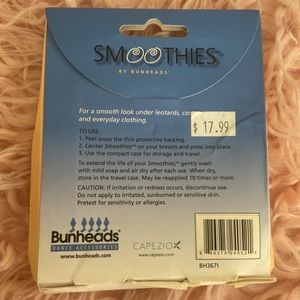 SMOOTHIES™
BY BUNHEADS®
For a smooth look under leotards, cos
and everyday clothing.
$ 17.99
TO USE:
1. Peel away the thin protective backing.
2. Center Smoothies™ on your breasts and press into place.
3. Use the compact case for storage and travel.
To extend the life of your Smoothies™ gently wash
with mild soap and air dry after each use. When dry,
store in the travel case. May be reapplied 10 times or more.
CAUTION: if irritation or redness occurs, discontinue use.
Do not apply to irritated, sunburned or sensitive skin.
Pretest for sensitivity or allergies.
Bunheads®
DANCE ACCESSORIES
www.bunheads.com
CAPEZIO
www.capezio.com
BH3671